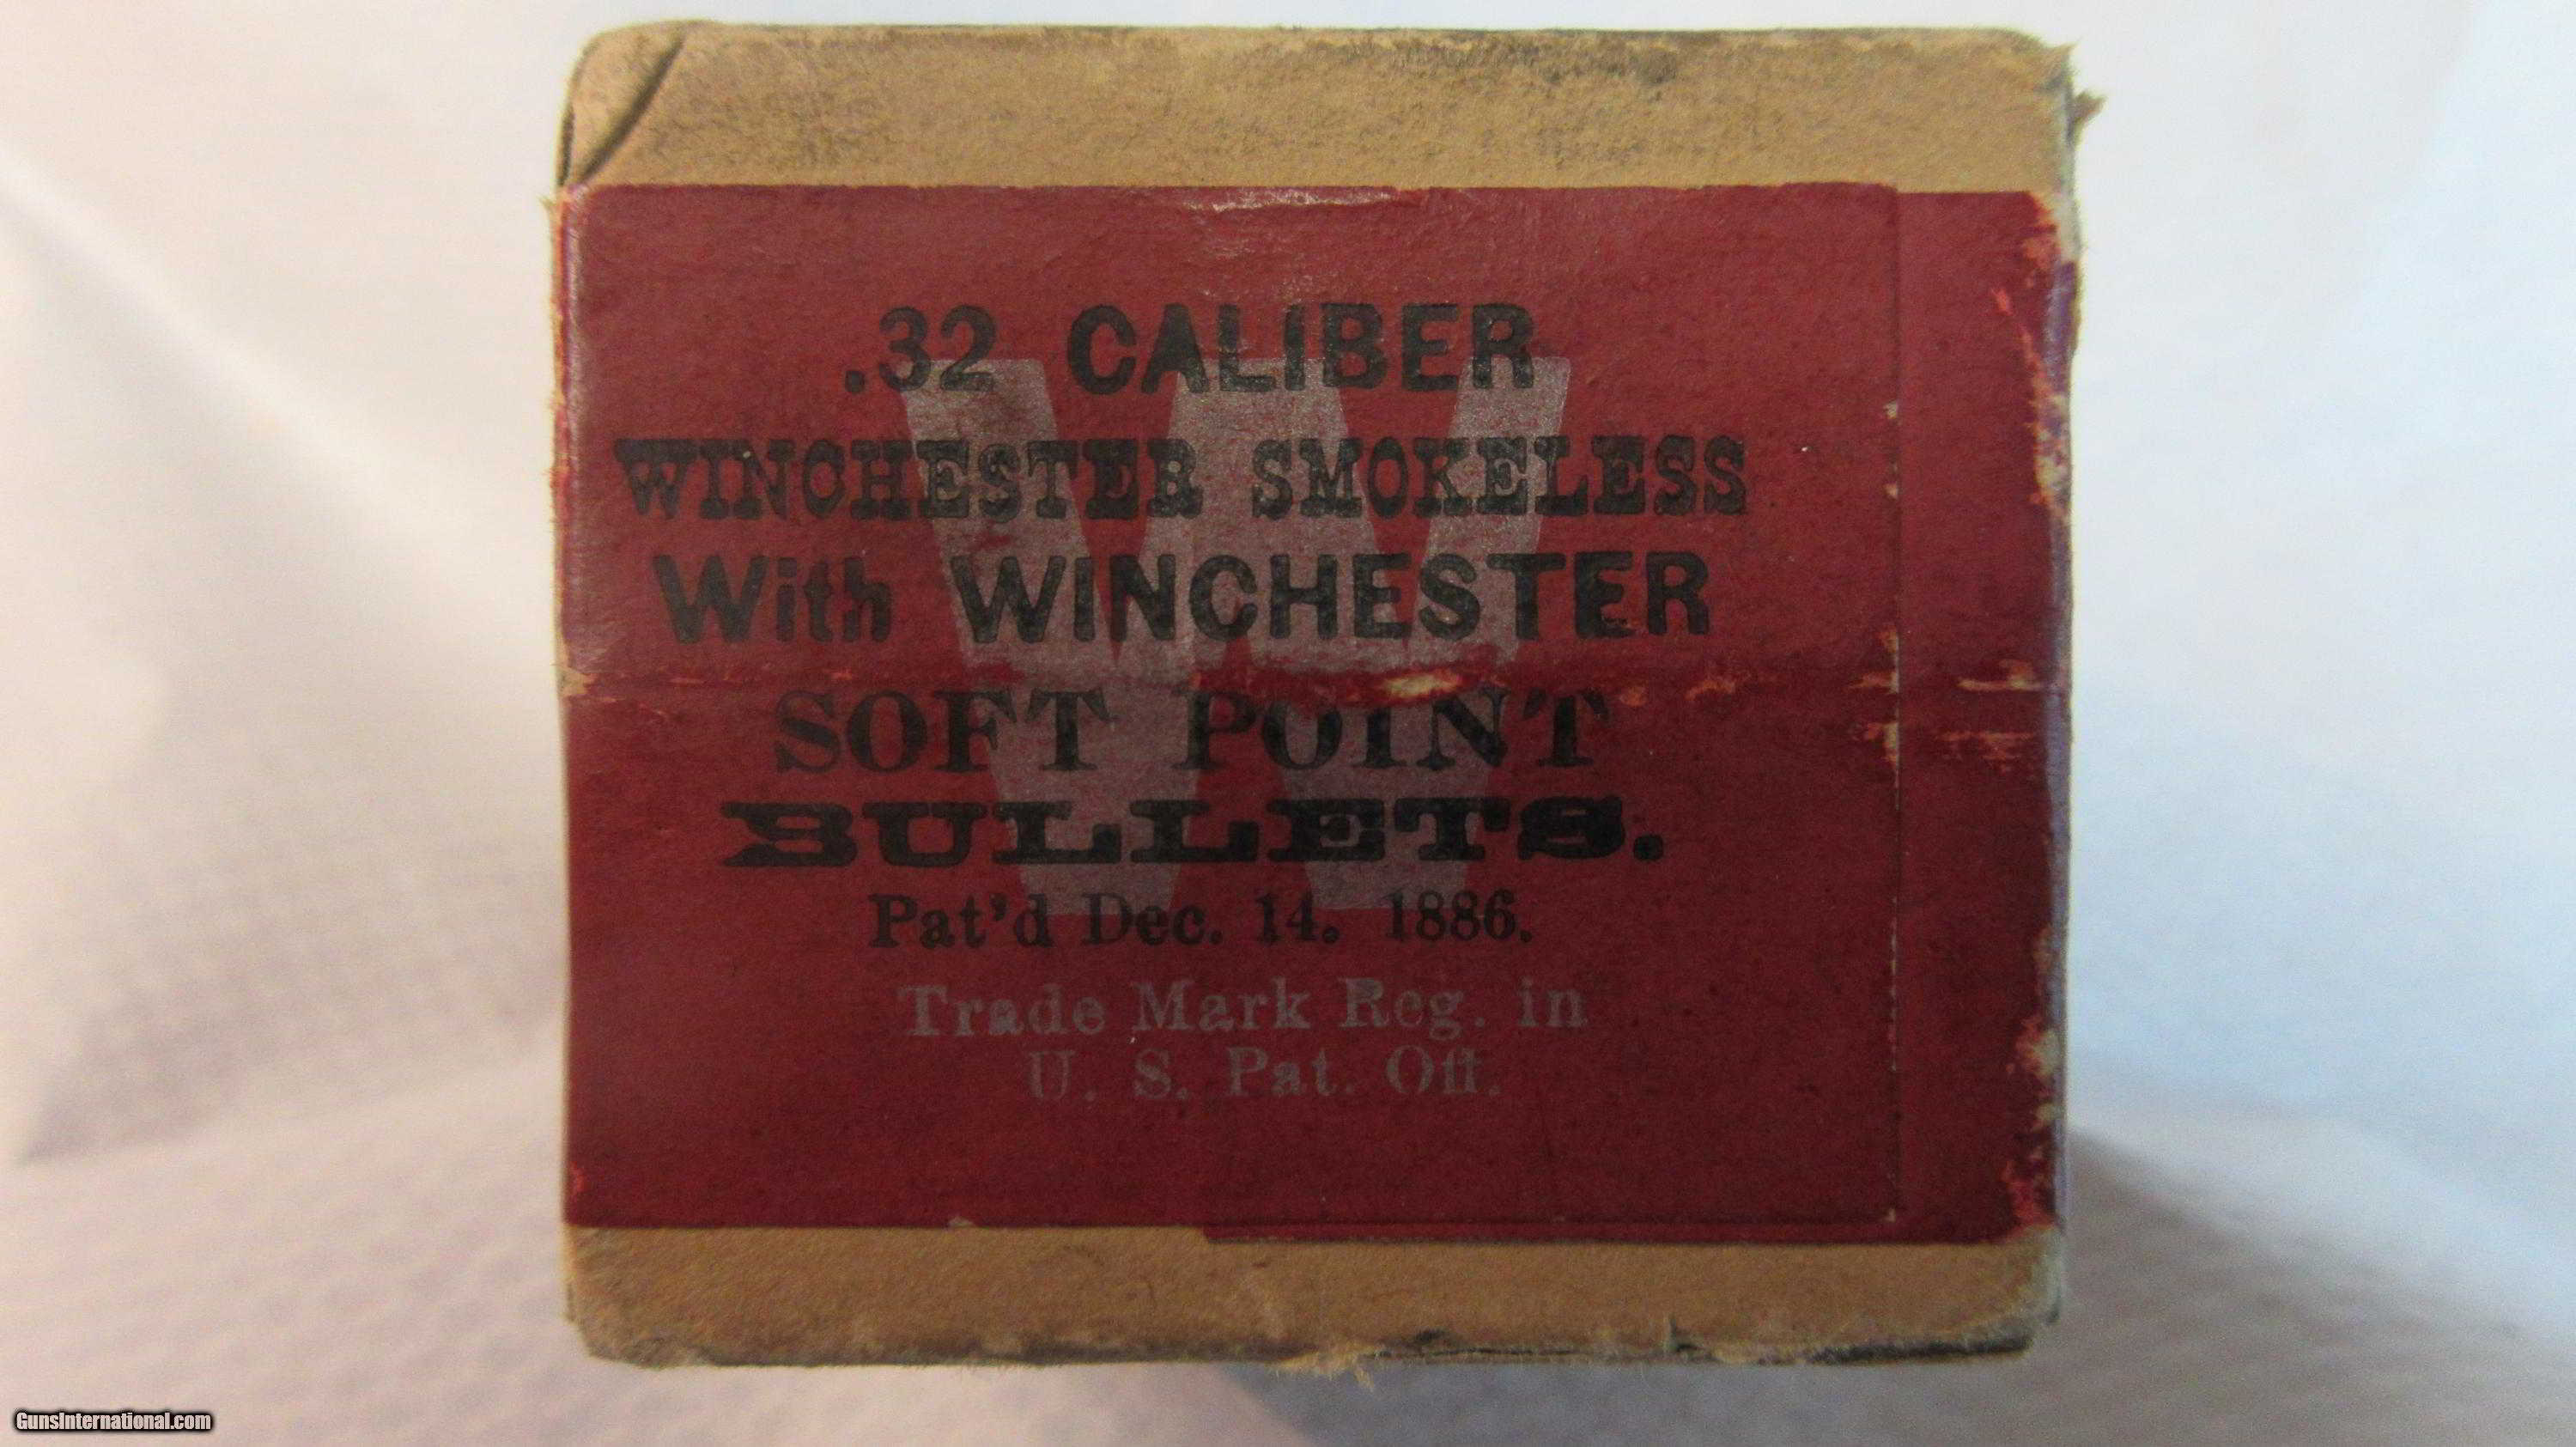 .32 CALIBER
WINCHESTER SMOKELESS
With WINCHESTER
SOFT POINT
BULLETS.
Pat'd Dec. 14. 1886.
Trade Mark Reg. in
U. S. Pat. Off.
W
GunsInternational.com